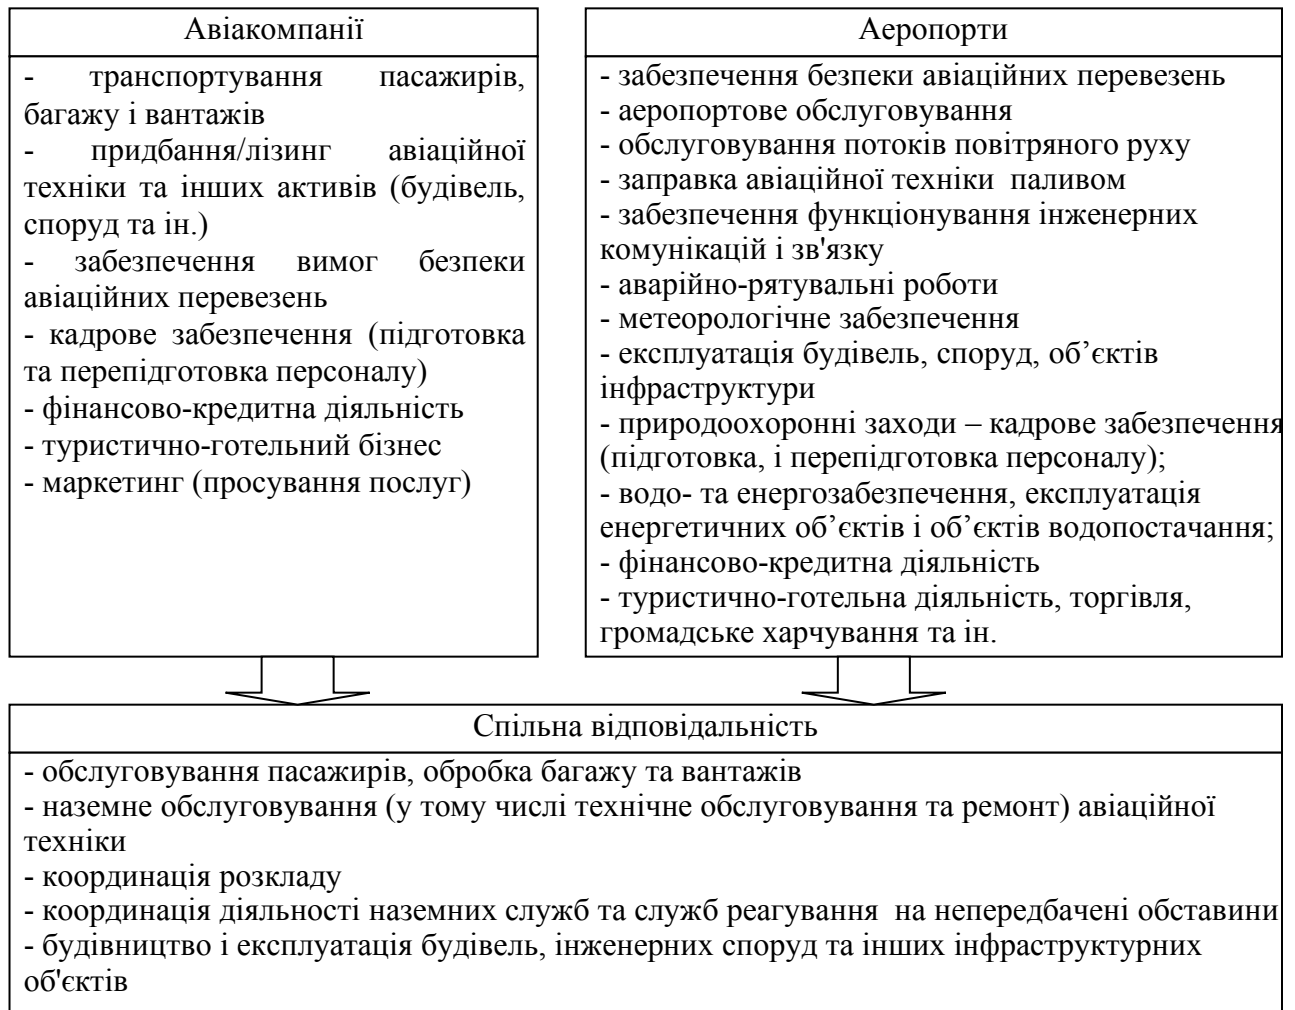 Авіакомпанії
- транспортування пасажирів,
багажу і вантажів
- придбання/лізинг авіаційної
техніки та інших активів (будівель,
споруд та ін.)
- забезпечення вимог безпеки
авіаційних перевезень
- кадрове забезпечення (підготовка
та перепідготовка персоналу)
- фінансово-кредитна діяльність
- туристично-готельний бізнес
- маркетинг (просування послуг)
Аеропорти
- забезпечення безпеки авіаційних перевезень
- аеропортове обслуговування
- обслуговування потоків повітряного руху
- заправка авіаційної техніки  паливом
- забезпечення функціонування інженерних
комунікацій і зв'язку
- аварійно-рятувальні роботи
- метеорологічне забезпечення
- експлуатація будівель, споруд, об’єктів
інфраструктури
- природоохоронні заходи – кадрове забезпечення
(підготовка, і перепідготовка персоналу);
- водо- та енергозабезпечення, експлуатація
енергетичних об’єктів і об’єктів водопостачання;
- фінансово-кредитна діяльність
- туристично-готельна діяльність, торгівля,
громадське харчування та ін.
Спільна відповідальність
- обслуговування пасажирів, обробка багажу та вантажів
- наземне обслуговування (у тому числі технічне обслуговування та ремонт) авіаційної
техніки
- координація розкладу
- координація діяльності наземних служб та служб реагування  на непередбачені обставини
- будівництво і експлуатація будівель, інженерних споруд та інших інфраструктурних
об'єктів